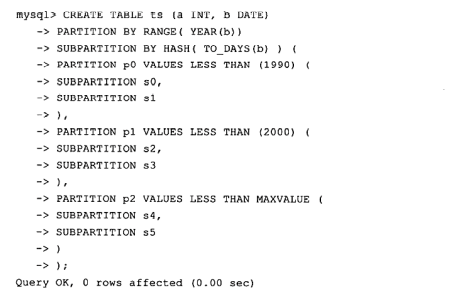 mysql> CREATE TABLE ts (a INT, b DATE)
-> PARTITION BY RANGE( YEAR(b))
-> SUBPARTITION BY HASH( TO_DAYS(b) ) (
-> PARTITION p0 VALUES LESS THAN (1990) (
-> SUBPARTITION s0,
-> SUBPARTITION s1
-> ),
-> PARTITION p1 VALUES LESS THAN (2000) (
-> SUBPARTITION s2,
-> SUBPARTITION s3
-> ),
-> PARTITION p2 VALUES LESS THAN MAXVALUE (
-> SUBPARTITION s4,
-> SUBPARTITION s5
-> )
-> );
Query OK, 0 rows affected (0.00 sec)